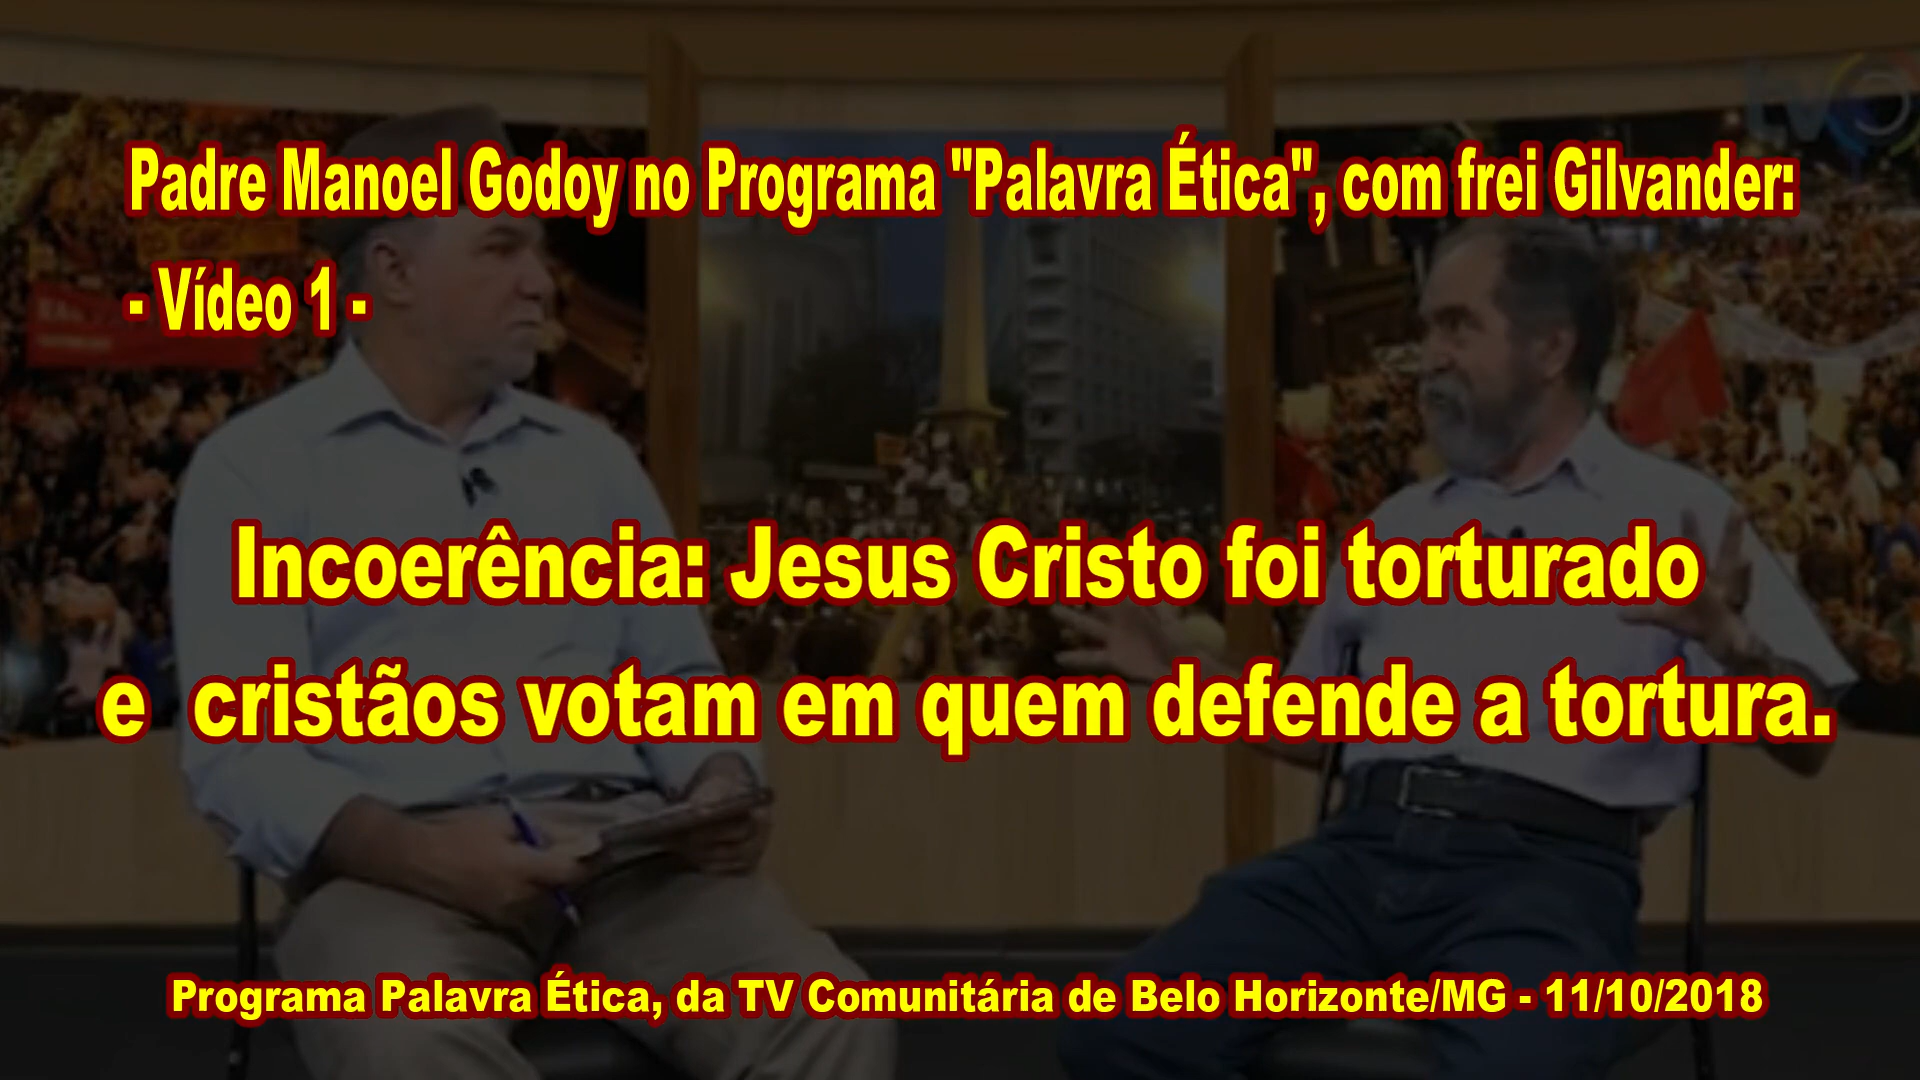 Padre Manoel Godoy no Programa "Palavra Ética", com frei Gilvander:
- Vídeo 1 -
Incoerência: Jesus Cristo foi torturado
e cristãos votam em quem defende a tortura.
Programa Palavra Ética, da TV Comunitária de Belo Horizonte/MG - 11/10/2018